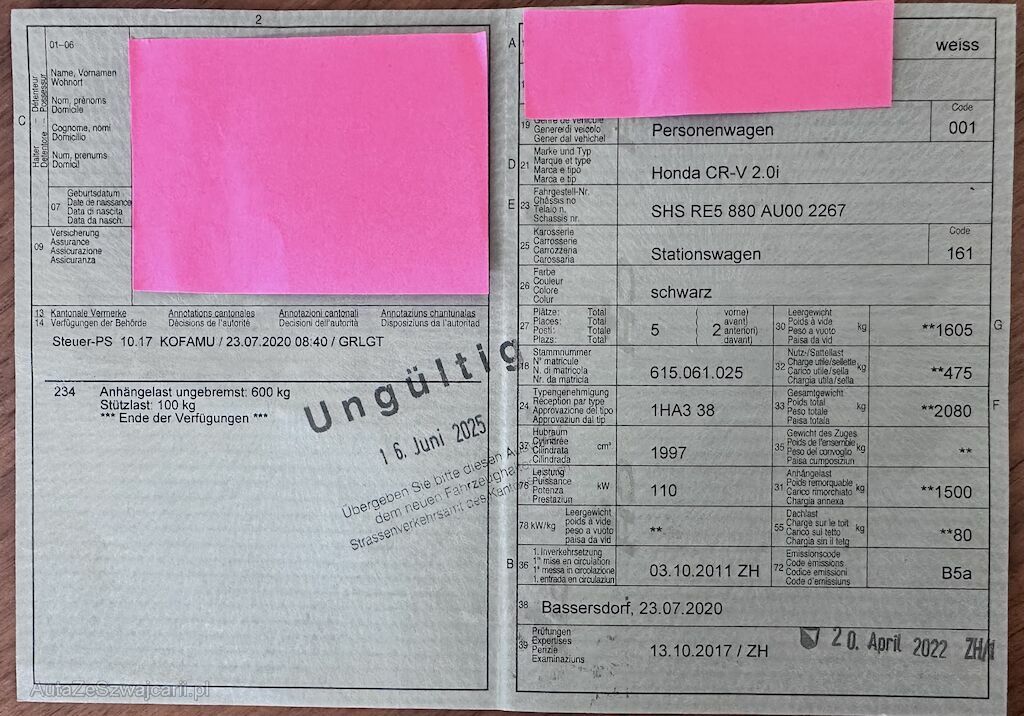 2
01–06
C
Halter – Détenteur
Detentore – Possessur
Name, Vornamen
Wohnort
Nom, prénoms
Domicile
Cognome, nomi
Domicilio
Num, prenums
Domicil
07
Geburtsdatum
Date de naissance
Data di nascita
Data da nasch.
09
Versicherung
Assurance
Assicurazione
Assicuranza
13 Kantonale Vermerke Annotations cantonales Annotazioni cantonali Annotaziuns chantunalas
14 Verfügungen der Behörde Décisions de l'autorité Decisioni dell'autorità Disposiziuns da l'autoritad
Steuer-PS 10.17 KOFAMU / 23.07.2020 08:40 / GRLGT
234 Anhängelast ungebremst: 600 kg
Stützlast: 100 kg
*** Ende der Verfügungen ***
Ungültig
16. Juni 2025
Übergeben Sie bitte diesen
dem neuen
Strassenverkehrsamt des
A
weiss
19
Genre de véhicule
Genere di veicolo
Gener dal vehichel
Personenwagen
Code
001
D 21
Marke und Typ
Marque et type
Marca e tipo
Marca e tip
Honda CR-V 2.0i
E 23
Fahrgestell-Nr.
Châssis no
Telaio n.
Schassis nr.
SHS RE5 880 AU00 2267
25
Karosserie
Carrosserie
Carrozzeria
Carossaria
Stationswagen
Code
161
26
Farbe
Couleur
Colore
Colur
schwarz
27
Plätze: Total
Places: Total
Posti: Totale
Plazs: Total
5
( vorne)
( 2 avant)
( anteriori)
( davant)
30
Leergewicht
Poids à vide
Peso a vuoto
Paisa da vid
kg
**1605
G
18
Stammnummer
N° matricule
N. di matricola
Nr. da matricla
615.061.025
32
Nutz-/Sattellast
Charge utile/sellette
Carico utile/sella
Chargia utila/sella
kg
**475
24
Typengenehmigung
Réception par type
Approvazione del tipo
Approvaziun dal tip
1HA3 38
33
Gesamtgewicht
Poids total
Peso totale
Paisa totala
kg
**2080
F
37
Hubraum
Cylindrée
Cilindrata
Cilindrada
cm³
1997
35
Gewicht des Zuges
Poids de l'ensemble
Peso del convoglio
Paisa cumposiziun
kg
**
76
Leistung
Puissance
Potenza
Prestaziun
kW
110
31
Anhängelast
Poids remorquable
Carico rimorchiato
Chargia annexa
kg
**1500
78 kW/kg
Leergewicht
poids à vide
peso a vuoto
paisa da vid
**
55
Dachlast
Charge sur le toit
Carico sul tetto
Chargia sin il tetg
kg
**80
B 36
1. Inverkehrsetzung
1re mise en circulation
1a messa in circolazione
1. entrada en circulaziun
03.10.2011 ZH
72
Emissionscode
Code émissions
Codice emissioni
Code d'emissiuns
B5a
38 Bassersdorf, 23.07.2020
39
Prüfungen
Expertises
Perizie
Examinaziuns
13.10.2017 / ZH
20. April 2022 ZH/1
AutaZeSzwajcarii.pl